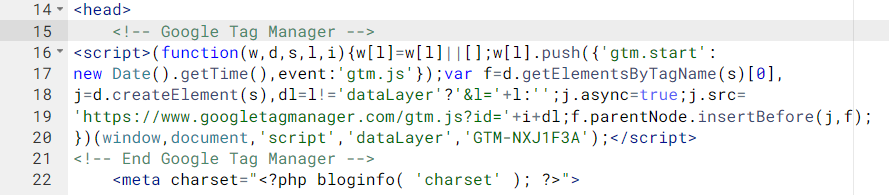 14 <head>
15 <!-- Google Tag Manager -->
16 <script>(function(w,d,s,l,i){w[l]=w[l]||[];w[l].push({'gtm.start':
17 new Date().getTime(),event:'gtm.js'});var f=d.getElementsByTagName(s)[0],
18 j=d.createElement(s),dl=l!='dataLayer'?'&l='+l:'';j.async=true;j.src=
19 'https://www.googletagmanager.com/gtm.js?id='+i+dl;f.parentNode.insertBefore(j,f);
20 })(window,document,'script','dataLayer','GTM-NXJ1F3A');</script>
21 <!-- End Google Tag Manager -->
22 <meta charset="<?php bloginfo( 'charset' ); ?>">